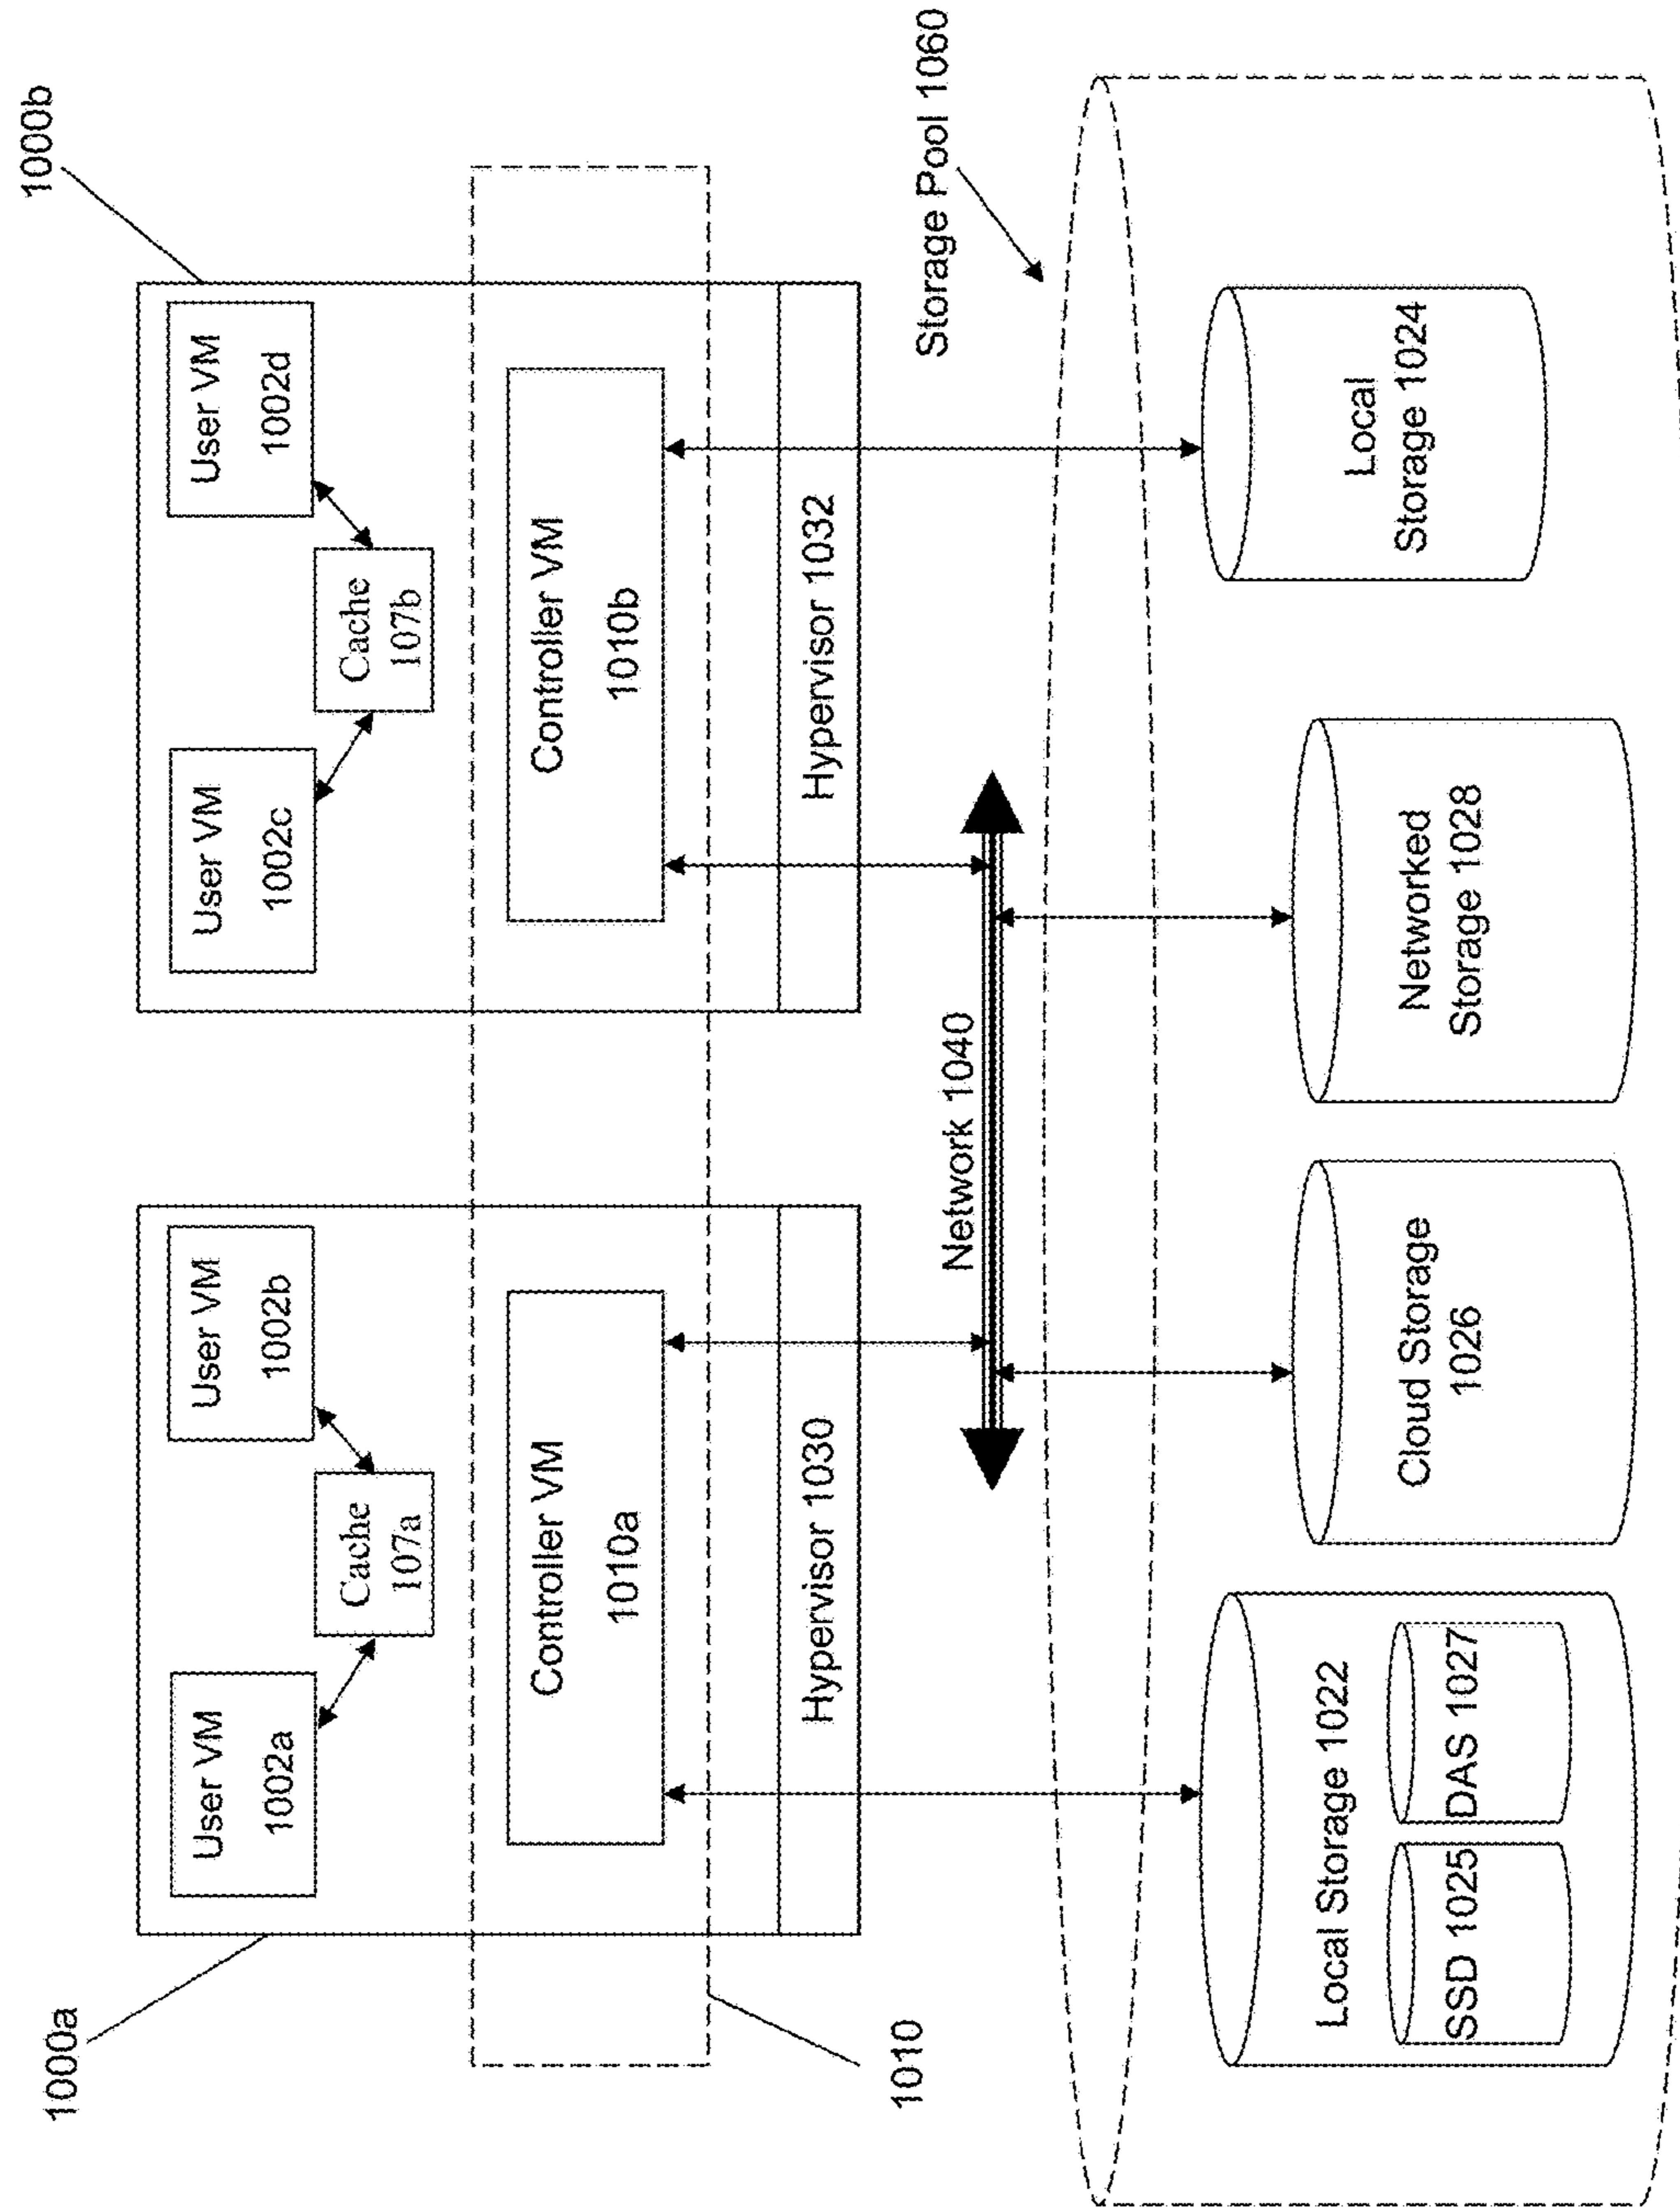 1000a
1000b
User VM
1002a
User VM
1002b
Cache
107a
Controller VM
1010a
Hypervisor 1030
User VM
1002c
User VM
1002d
Cache
107b
Controller VM
1010b
Hypervisor 1032
1010
Network 1040
Storage Pool 1060
Local Storage 1022
SSD 1025
DAS 1027
Cloud Storage
1026
Networked
Storage 1028
Local
Storage 1024